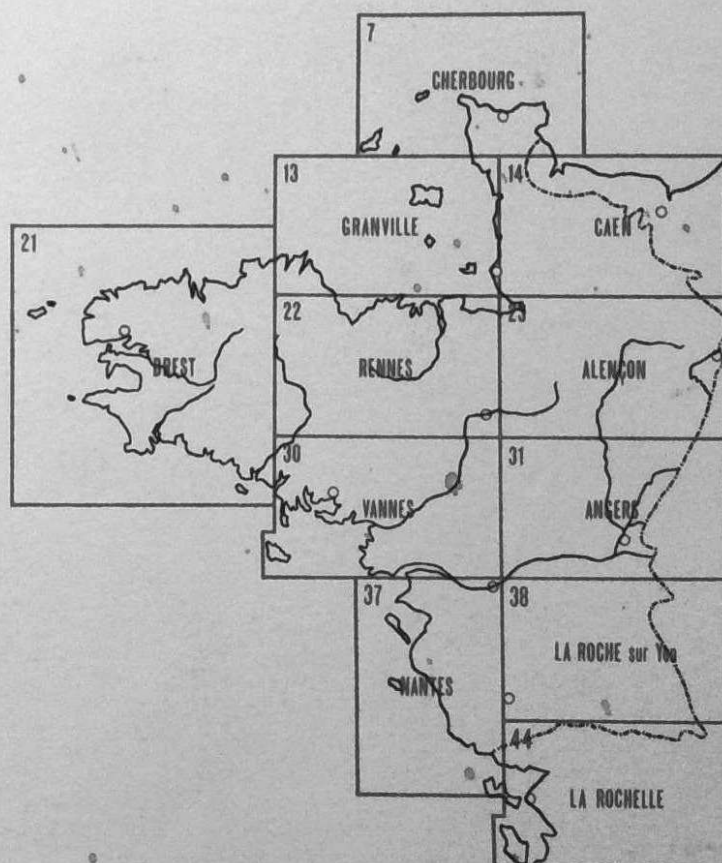 7
CHERBOURG
13
GRANVILLE
14
CAEN
21
BREST
22
RENNES
23
ALENÇON
30
VANNES
31
ANGERS
37
NANTES
38
LA ROCHE sur Yon
44
LA ROCHELLE